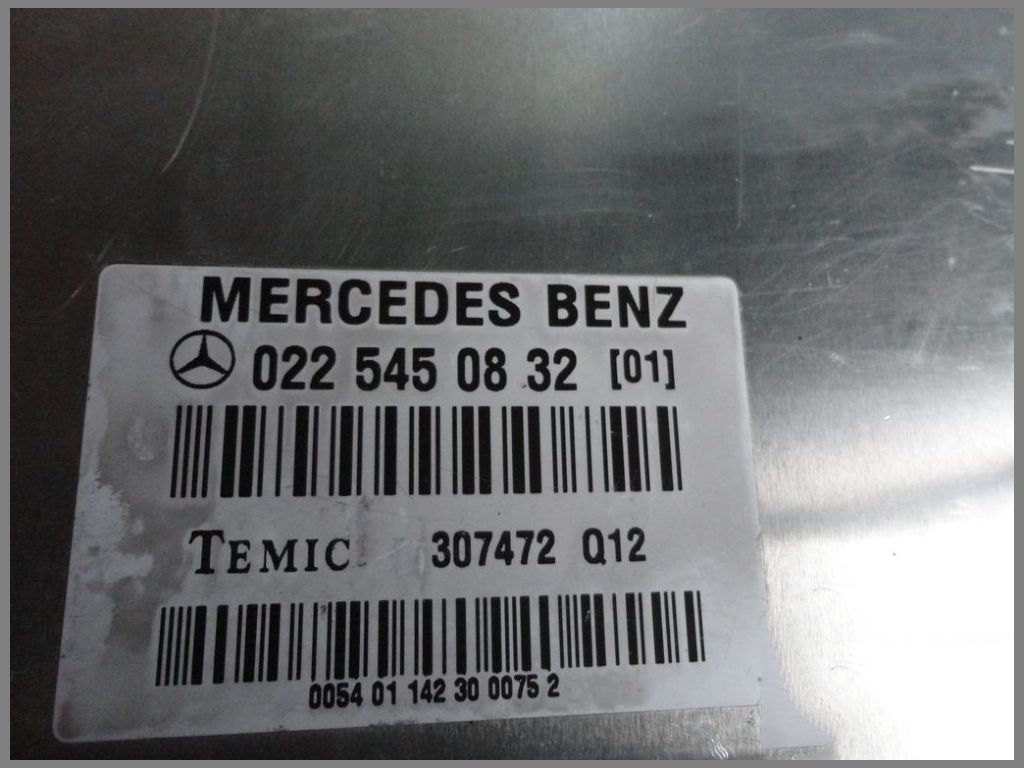 MERCEDES BENZ
022 545 08 32 [01]
TEMIC 307472 Q12
0054 01 142 30 0075 2